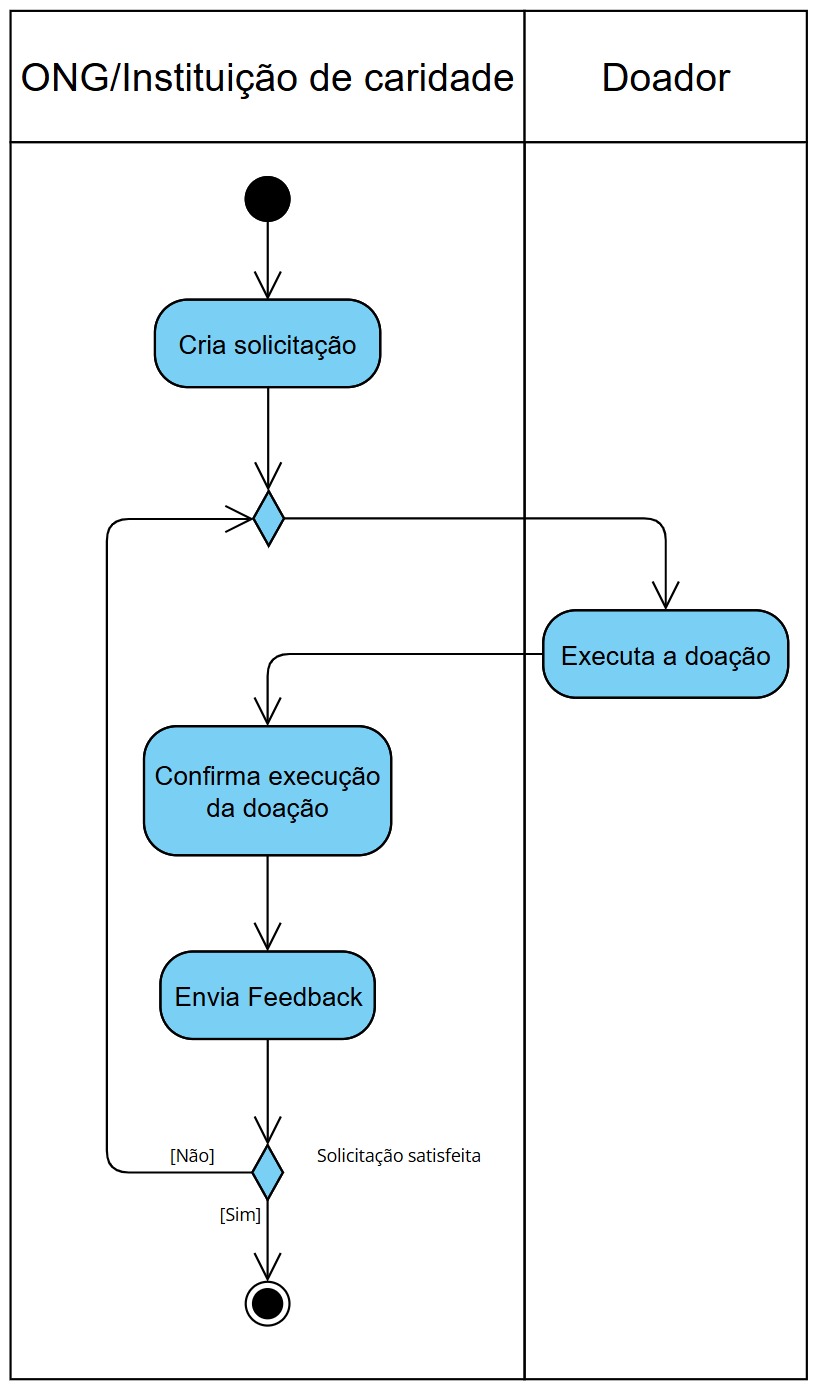 ONG/Instituição de caridade
Doador
Cria solicitação
Executa a doação
Confirma execução
da doação
Envia Feedback
[Não]
Solicitação satisfeita
[Sim]